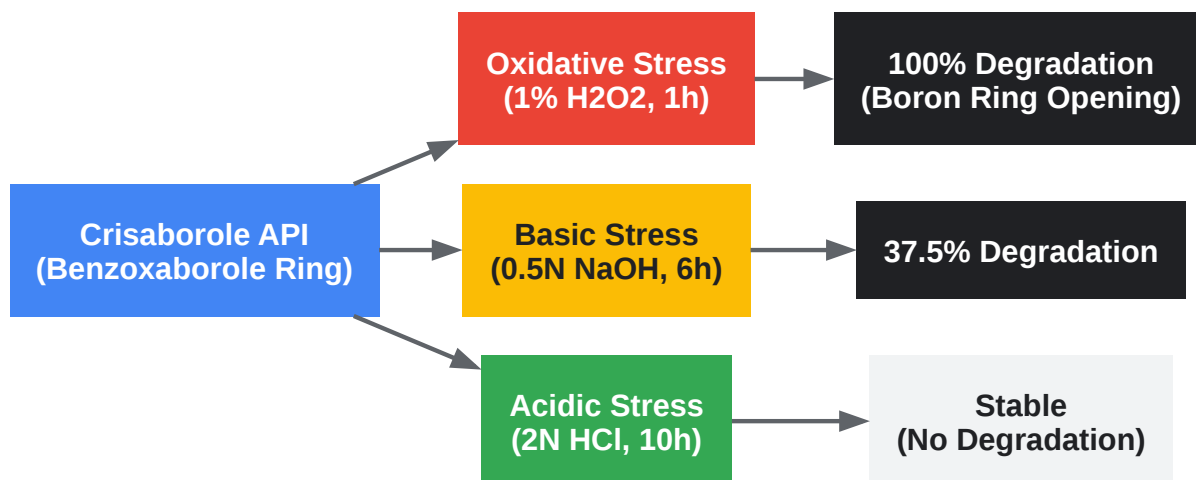 Oxidative Stress
(1% H2O2, 1h)
100% Degradation
(Boron Ring Opening)
Crisaborole API
(Benzoxaborole Ring)
Basic Stress
(0.5N NaOH, 6h)
37.5% Degradation
Acidic Stress
(2N HCl, 10h)
Stable
(No Degradation)